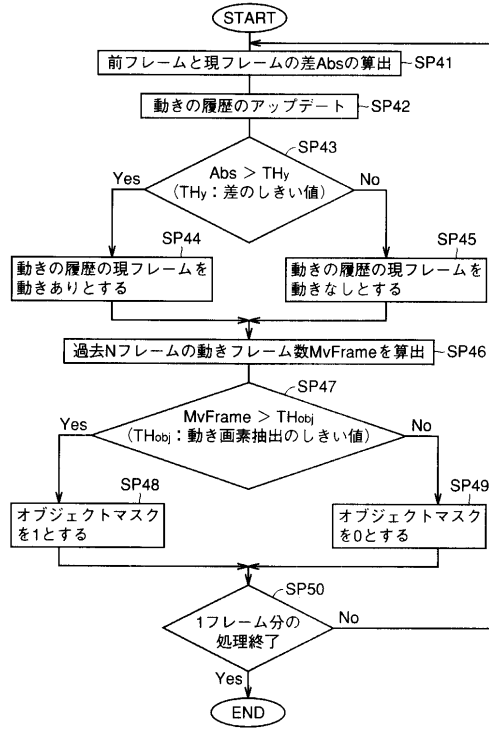 START
前フレームと現フレームの差Absの算出
SP41
動きの履歴のアップデート
SP42
SP43
Abs > THy
(THy:差のしきい値)
Yes
No
SP44
動きの履歴の現フレームを
動きありとする
SP45
動きの履歴の現フレームを
動きなしとする
過去Nフレームの動きフレーム数MvFrameを算出
SP46
SP47
MvFrame > THobj
(THobj:動き画素抽出のしきい値)
Yes
No
SP48
オブジェクトマスク
を1とする
SP49
オブジェクトマスク
を0とする
SP50
1フレーム分の
処理終了
No
Yes
END